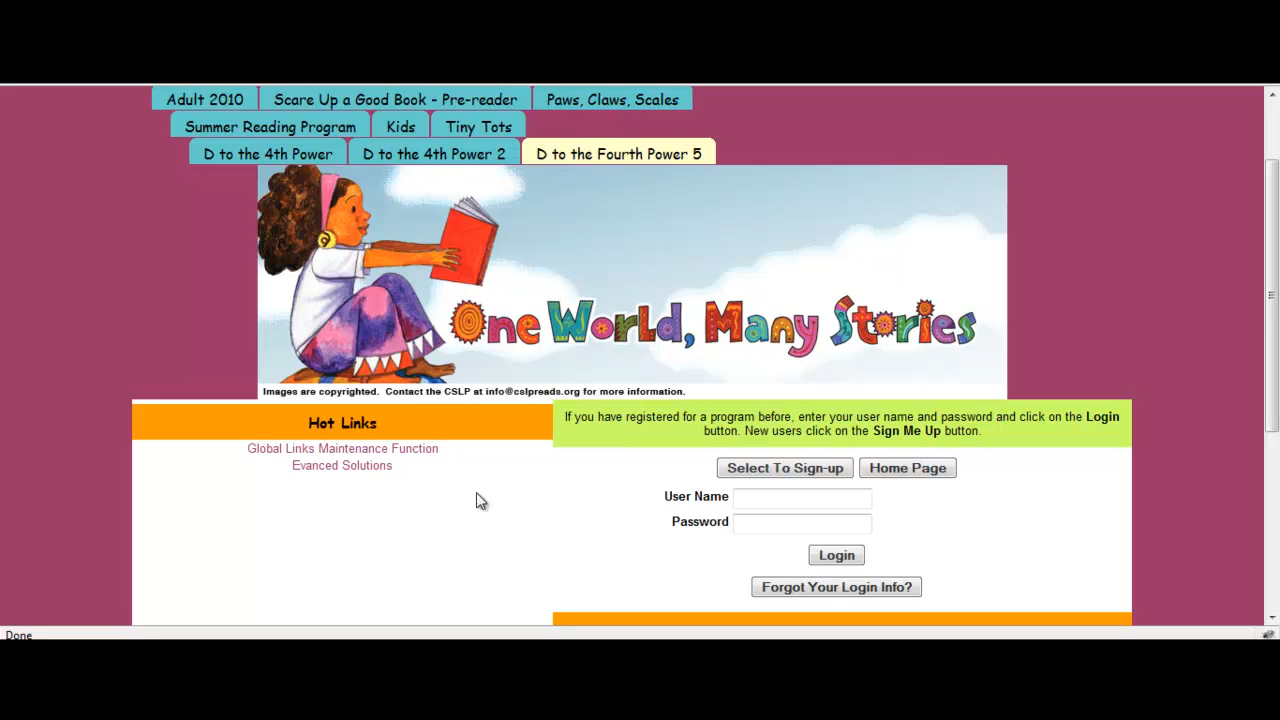 Adult 2010 Scare Up a Good Book - Pre-reader Paws, Claws, Scales
Summer Reading Program Kids Tiny Tots
D to the 4th Power D to the 4th Power 2 D to the Fourth Power 5
One World, Many Stories
Images are copyrighted. Contact the CSLP at info@cslpreads.org for more information.
Hot Links
Global Links Maintenance Function
Evanced Solutions
If you have registered for a program before, enter your user name and password and click on the Login
button. New users click on the Sign Me Up button.
Select To Sign-up Home Page
User Name
Password
Login
Forgot Your Login Info?
Done